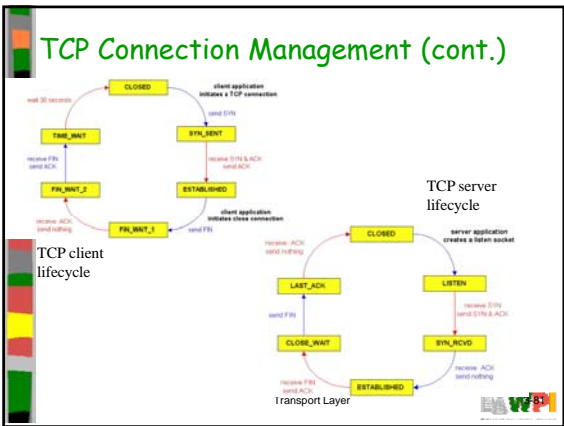 TCP Connection Management (cont.)
CLOSED
client application
initiates a TCP connection
wait 30 seconds
send SYN
TIME_WAIT
SYN_SENT
receive FIN
send ACK
receive SYN & ACK
send ACK
FIN_WAIT_2
ESTABLISHED
client application
initiates close connection
receive ACK
send nothing
FIN_WAIT_1
send FIN
TCP client
lifecycle
TCP server
lifecycle
CLOSED
server application
creates a listen socket
receive ACK
send nothing
LAST_ACK
LISTEN
send FIN
receive SYN
send SYN & ACK
CLOSE_WAIT
SYN_RCVD
receive FIN
send ACK
receive ACK
send nothing
ESTABLISHED
Transport Layer
WPI